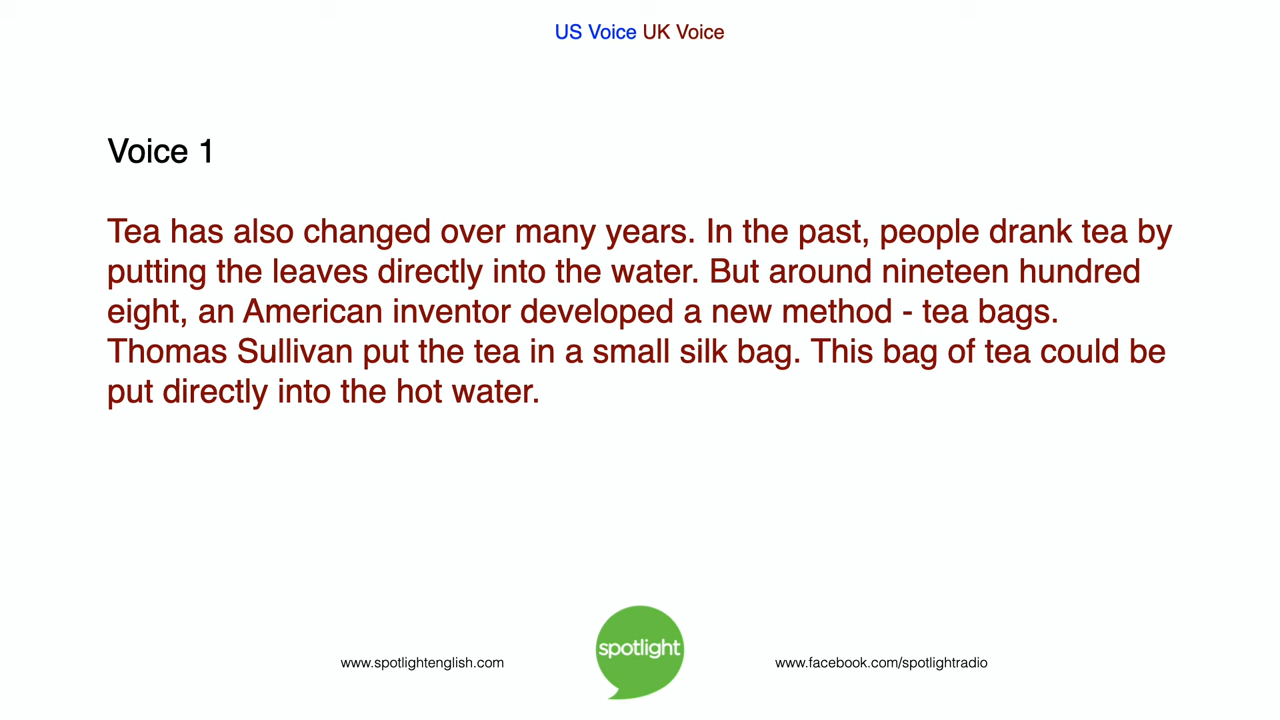 US Voice UK Voice
Voice 1
Tea has also changed over many years. In the past, people drank tea by
putting the leaves directly into the water. But around nineteen hundred
eight, an American inventor developed a new method - tea bags.
Thomas Sullivan put the tea in a small silk bag. This bag of tea could be
put directly into the hot water.
www.spotlightenglish.com
spotlight
www.facebook.com/spotlightradio